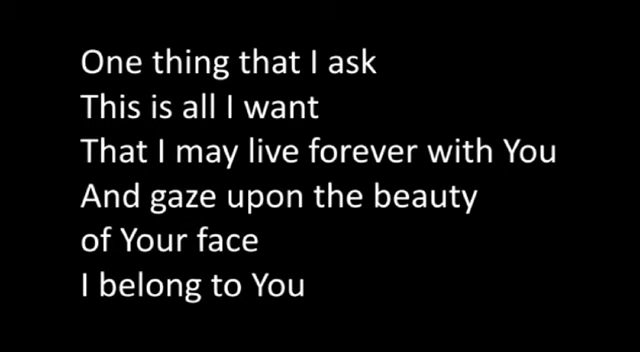 One thing that I ask
This is all I want
That I may live forever with You
And gaze upon the beauty
of Your face
I belong to You